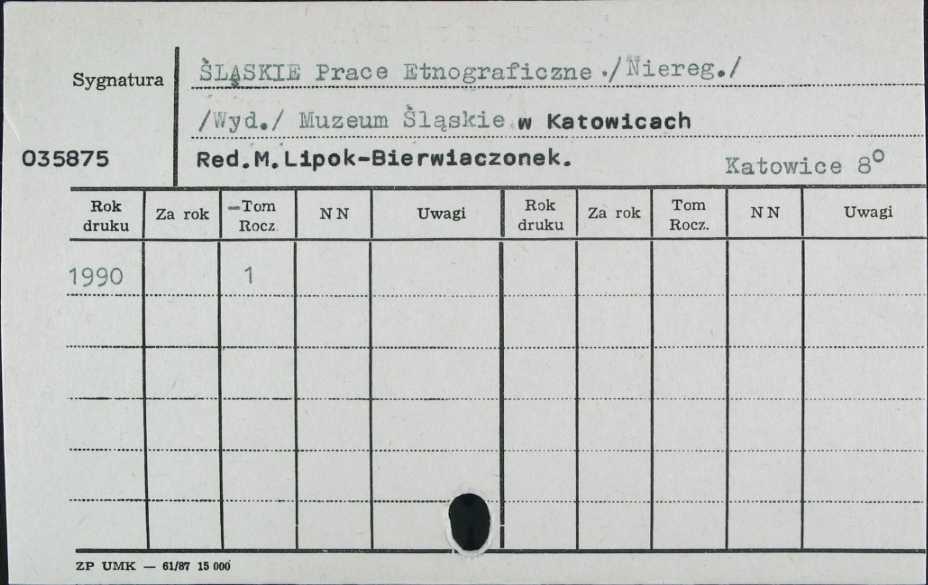 Sygnatura ŚLĄSKIE Prace Etnograficzne ./Niereg./
/Wyd./ Muzeum Śląskie w Katowicach
035875 Red.M.Lipok-Bierwiaczonek. Katowice 8°
Rok druku Za rok Tom Rocz. NN Uwagi Rok druku Za rok Tom Rocz. NN Uwagi
1990 1
ZP UMK — 61/87 15 000